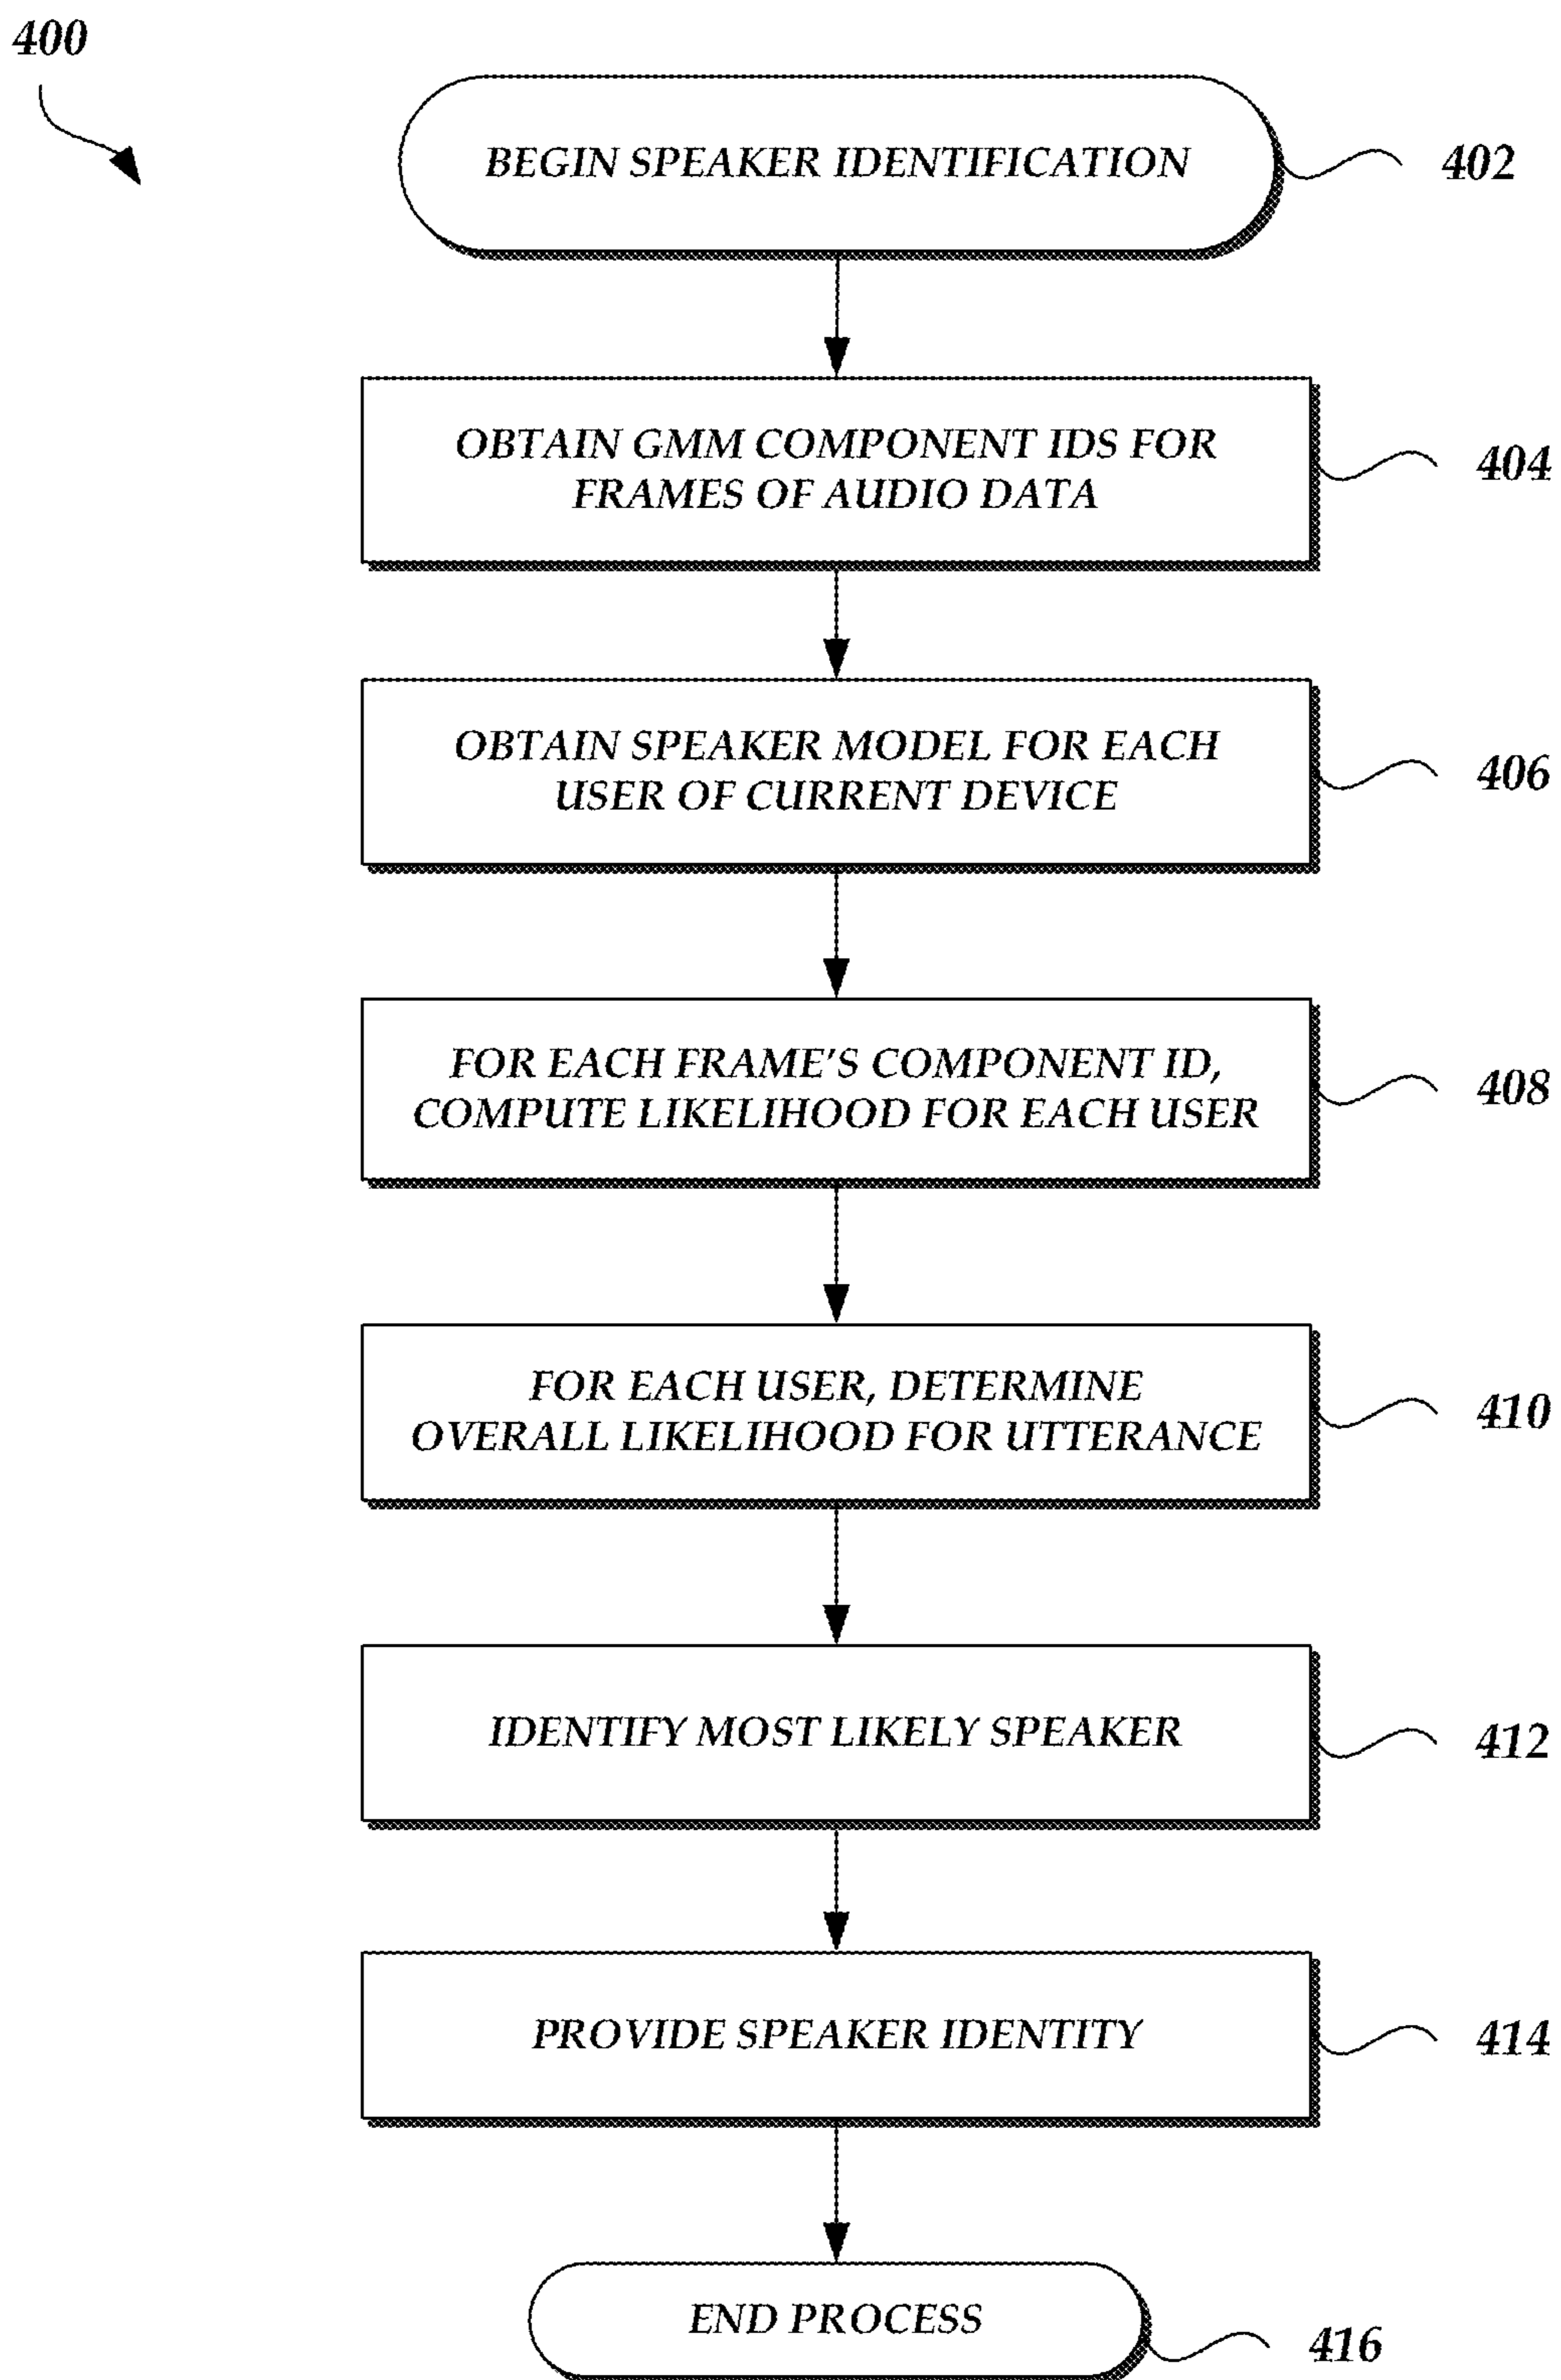 400
BEGIN SPEAKER IDENTIFICATION
402
OBTAIN GMM COMPONENT IDS FOR
FRAMES OF AUDIO DATA
404
OBTAIN SPEAKER MODEL FOR EACH
USER OF CURRENT DEVICE
406
FOR EACH FRAME'S COMPONENT ID,
COMPUTE LIKELIHOOD FOR EACH USER
408
FOR EACH USER, DETERMINE
OVERALL LIKELIHOOD FOR UTTERANCE
410
IDENTIFY MOST LIKELY SPEAKER
412
PROVIDE SPEAKER IDENTITY
414
END PROCESS
416